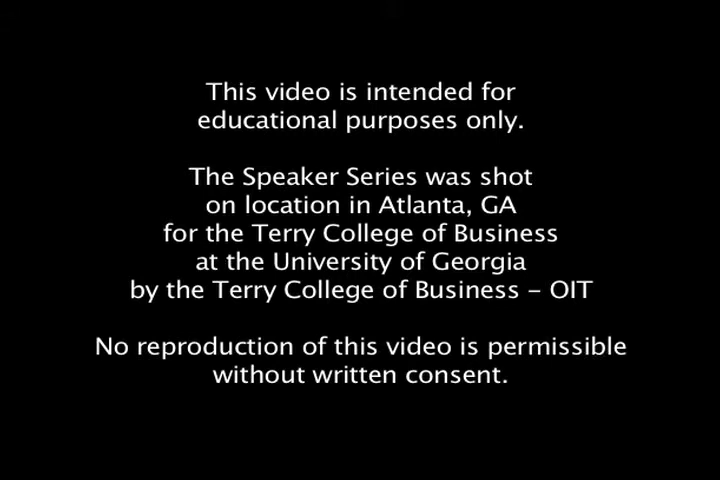 This video is intended for
educational purposes only.
The Speaker Series was shot
on location in Atlanta, GA
for the Terry College of Business
at the University of Georgia
by the Terry College of Business – OIT
No reproduction of this video is permissible
without written consent.